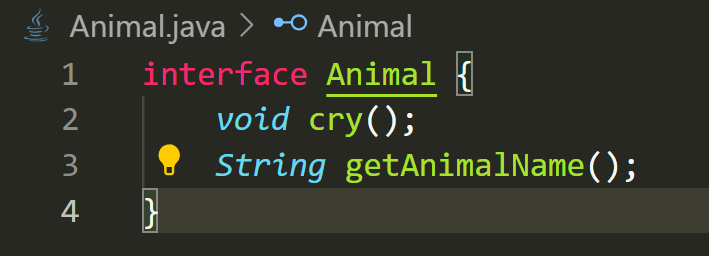 Animal.java > Animal
1 interface Animal {
2     void cry();
3     String getAnimalName();
4 }